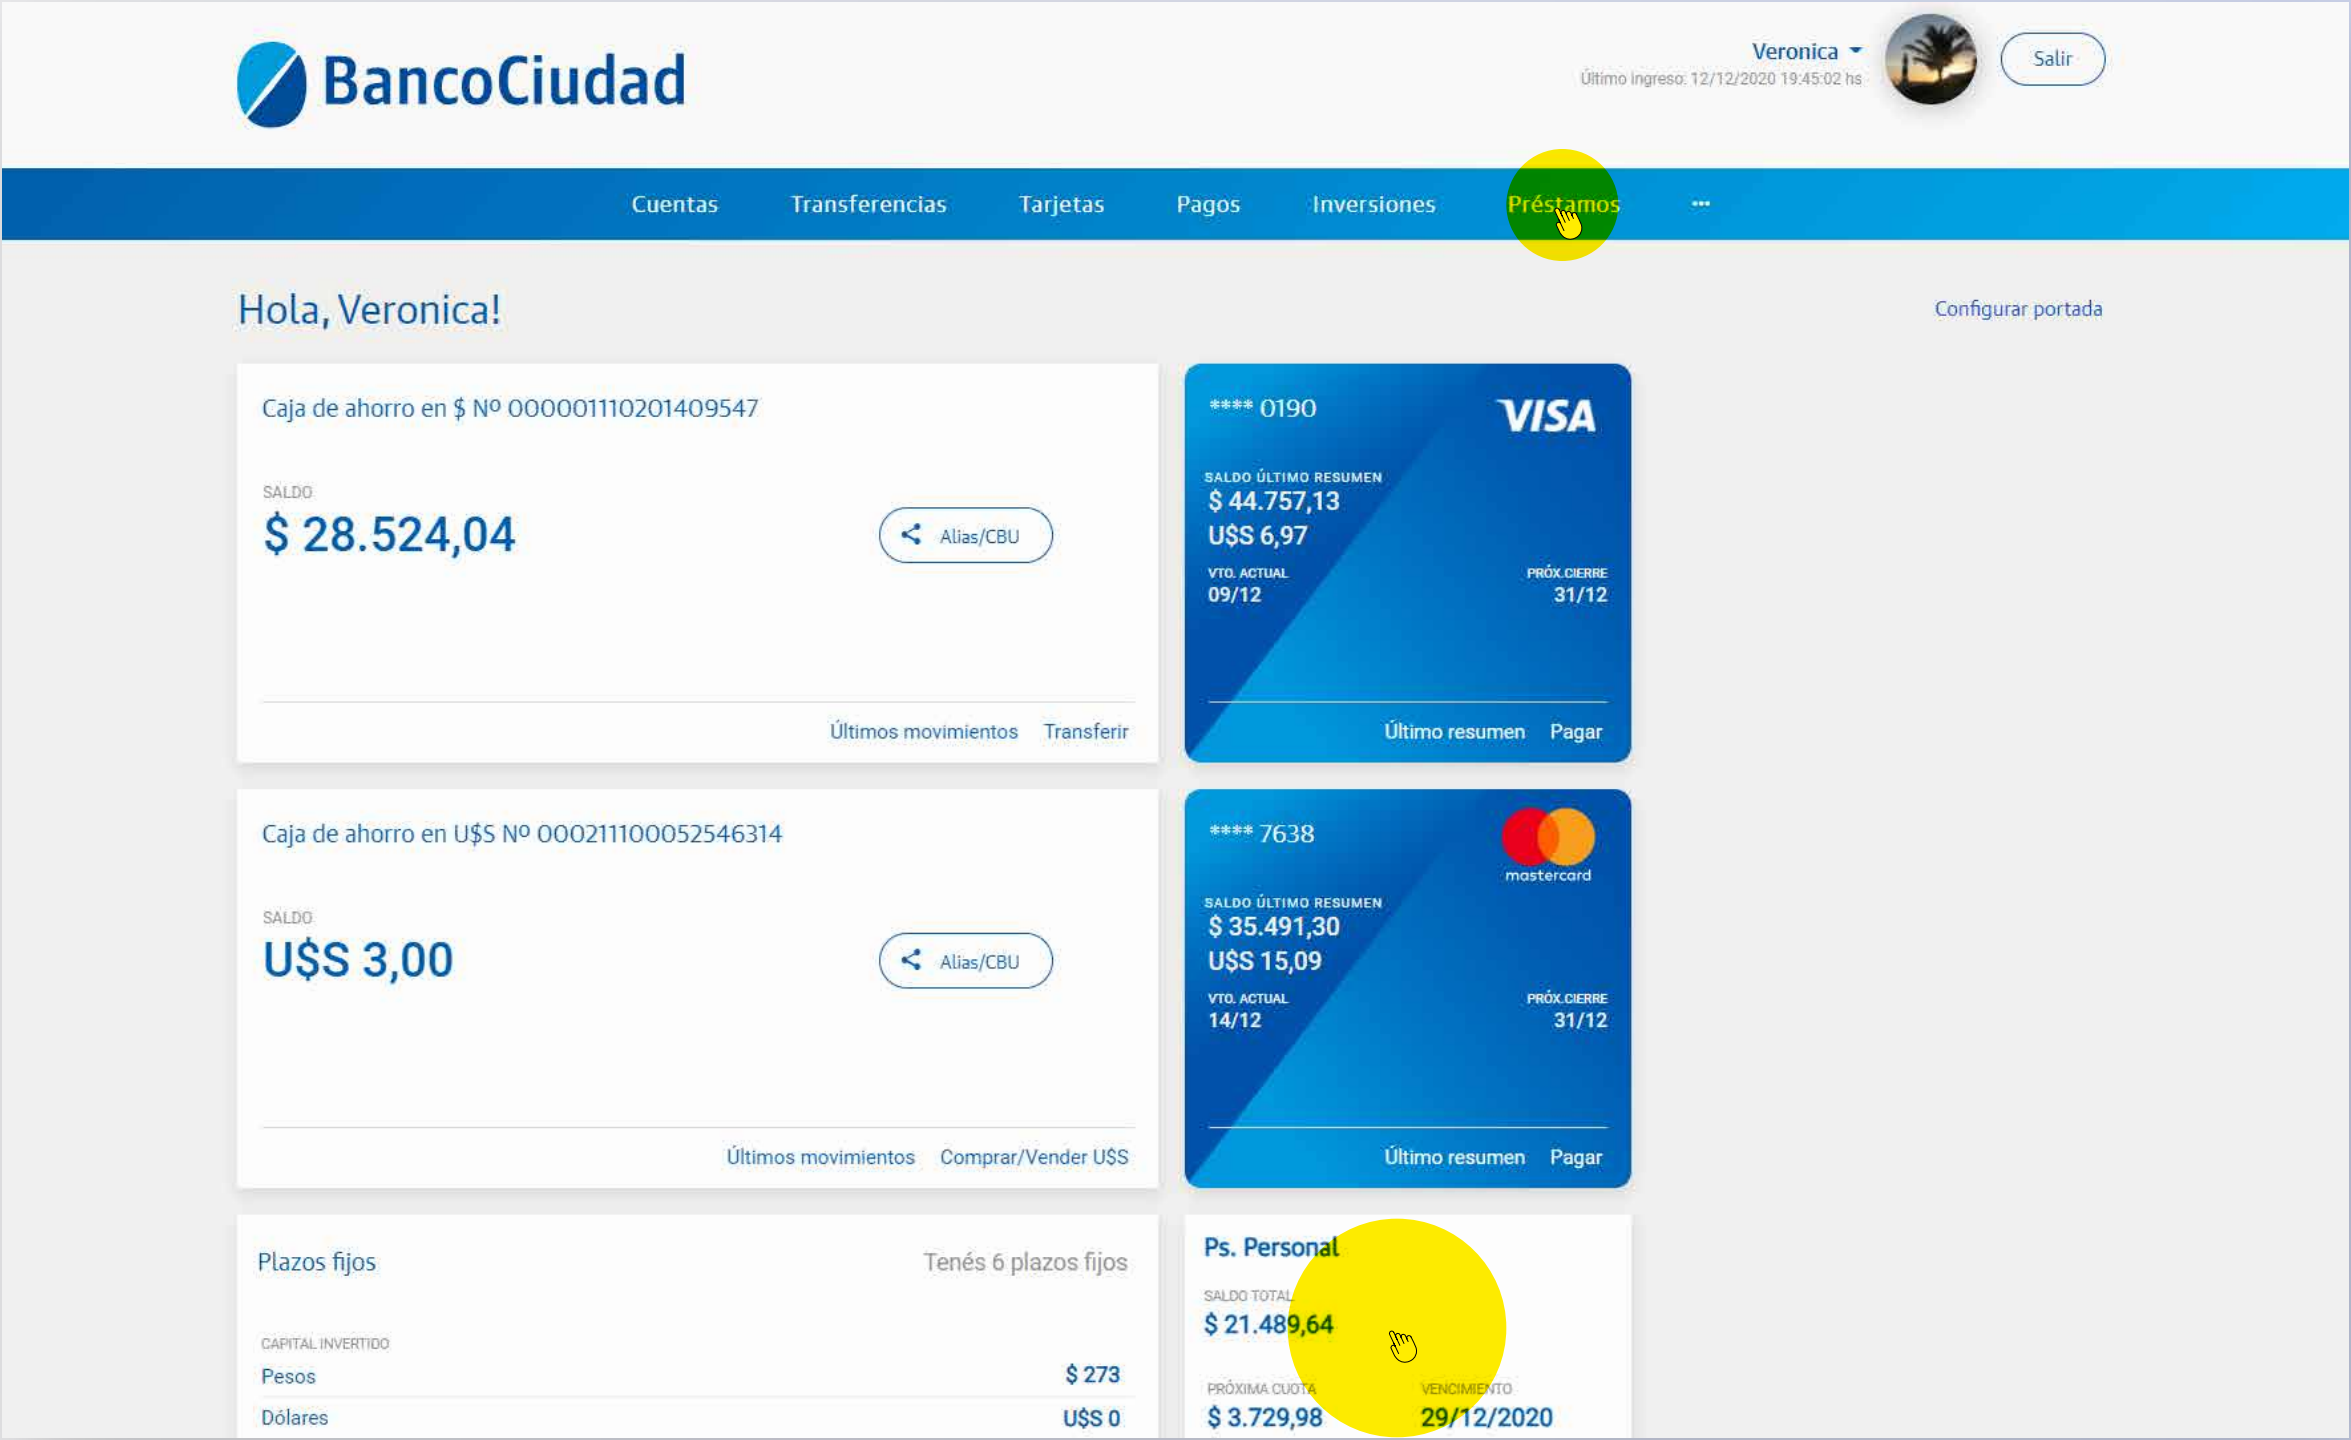 BancoCiudad
Veronica
Último ingreso: 12/12/2020 19:45:02 hs
Salir
Cuentas Transferencias Tarjetas Pagos Inversiones Préstamos ...
Hola, Veronica!
Configurar portada
Caja de ahorro en $ Nº 000001110201409547
SALDO
$ 28.524,04
Alias/CBU
Últimos movimientos Transferir
**** 0190
VISA
SALDO ÚLTIMO RESUMEN
$ 44.757,13
U$S 6,97
VTO. ACTUAL PRÓX.CIERRE
09/12 31/12
Último resumen Pagar
Caja de ahorro en U$S Nº 000211100052546314
SALDO
U$S 3,00
Alias/CBU
Últimos movimientos Comprar/Vender U$S
**** 7638
mastercard
SALDO ÚLTIMO RESUMEN
$ 35.491,30
U$S 15,09
VTO. ACTUAL PRÓX.CIERRE
14/12 31/12
Último resumen Pagar
Plazos fijos Tenés 6 plazos fijos
CAPITAL INVERTIDO
Pesos $ 273
Dólares U$S 0
Ps. Personal
SALDO TOTAL
$ 21.489,64
PRÓXIMA CUOTA VENCIMIENTO
$ 3.729,98 29/12/2020